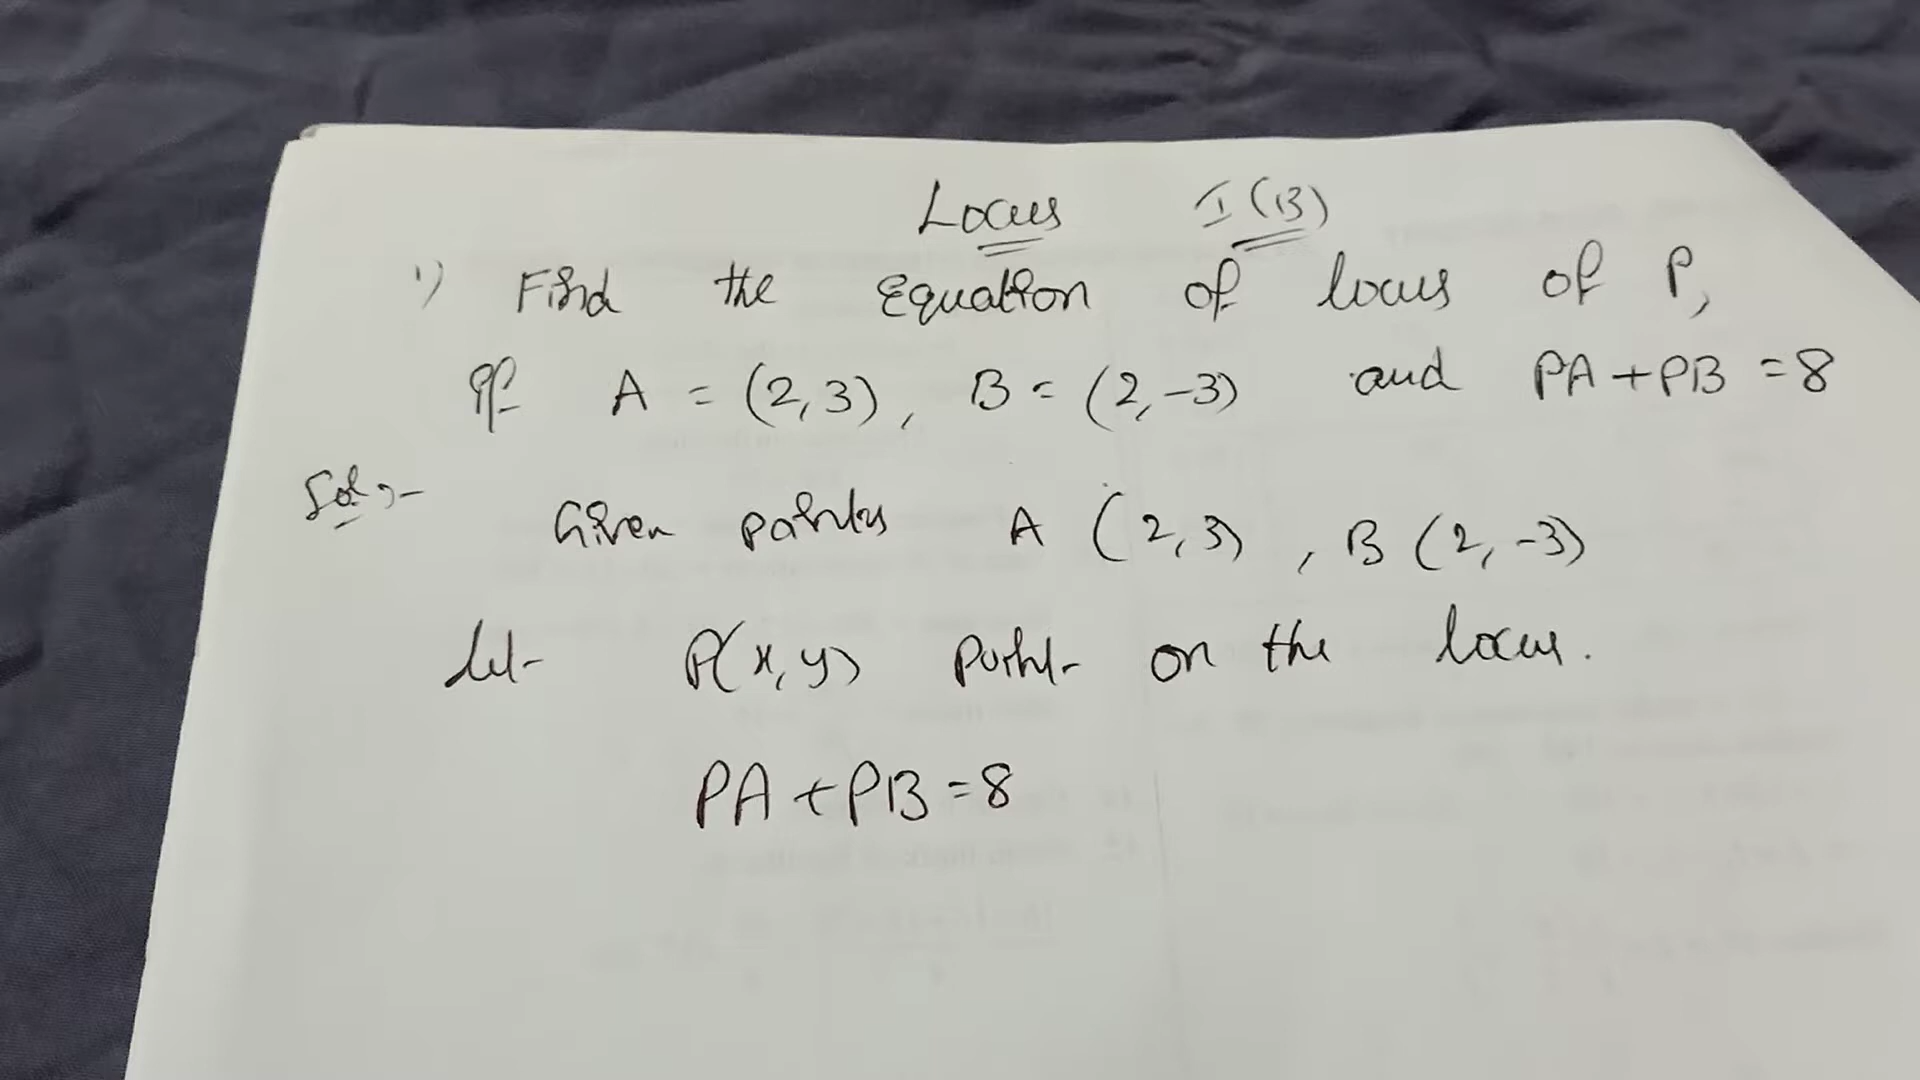 Locus I(B)
1) Find the Equation of locus of P,
if A = (2,3), B = (2,-3) and PA+PB = 8
Sol:-
Given points A (2,3), B (2,-3)
Let P(x,y) point on the locus.
PA+PB=8